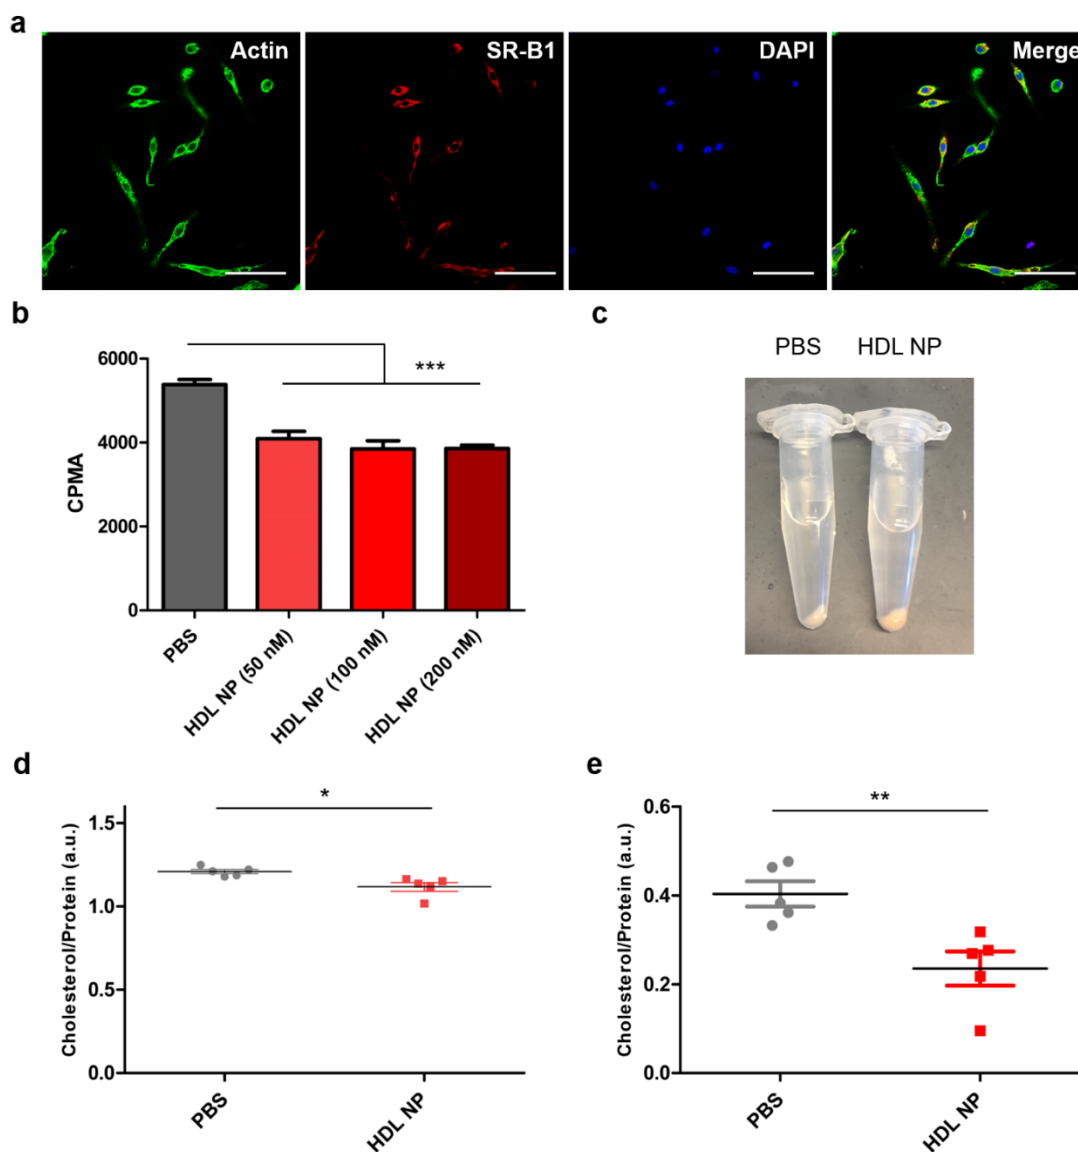 a
Actin SR-B1 DAPI Merge
b
6000
4000
2000
0
CPMA
***
PBS
HDL NP (50 nM)
HDL NP (100 nM)
HDL NP (200 nM)
c
PBS HDL NP
d
1.5
1.0
0.5
0.0
Cholesterol/Protein (a.u.)
*
PBS
HDL NP
e
0.6
0.4
0.2
0.0
Cholesterol/Protein (a.u.)
**
PBS
HDL NP